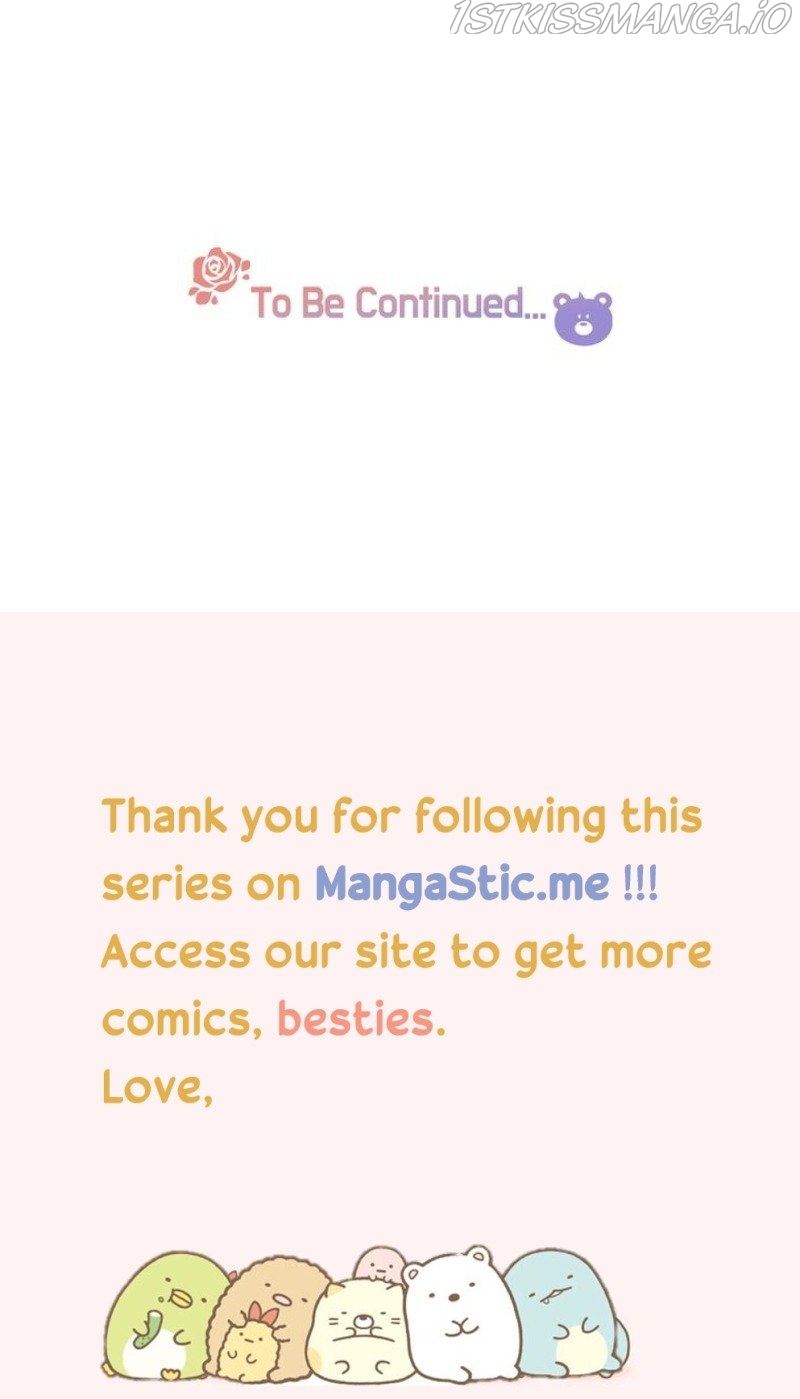 1STKISSMANGA.IO
To Be Continued...
Thank you for following this
series on MangaStic.me !!!
Access our site to get more
comics, besties.
Love,